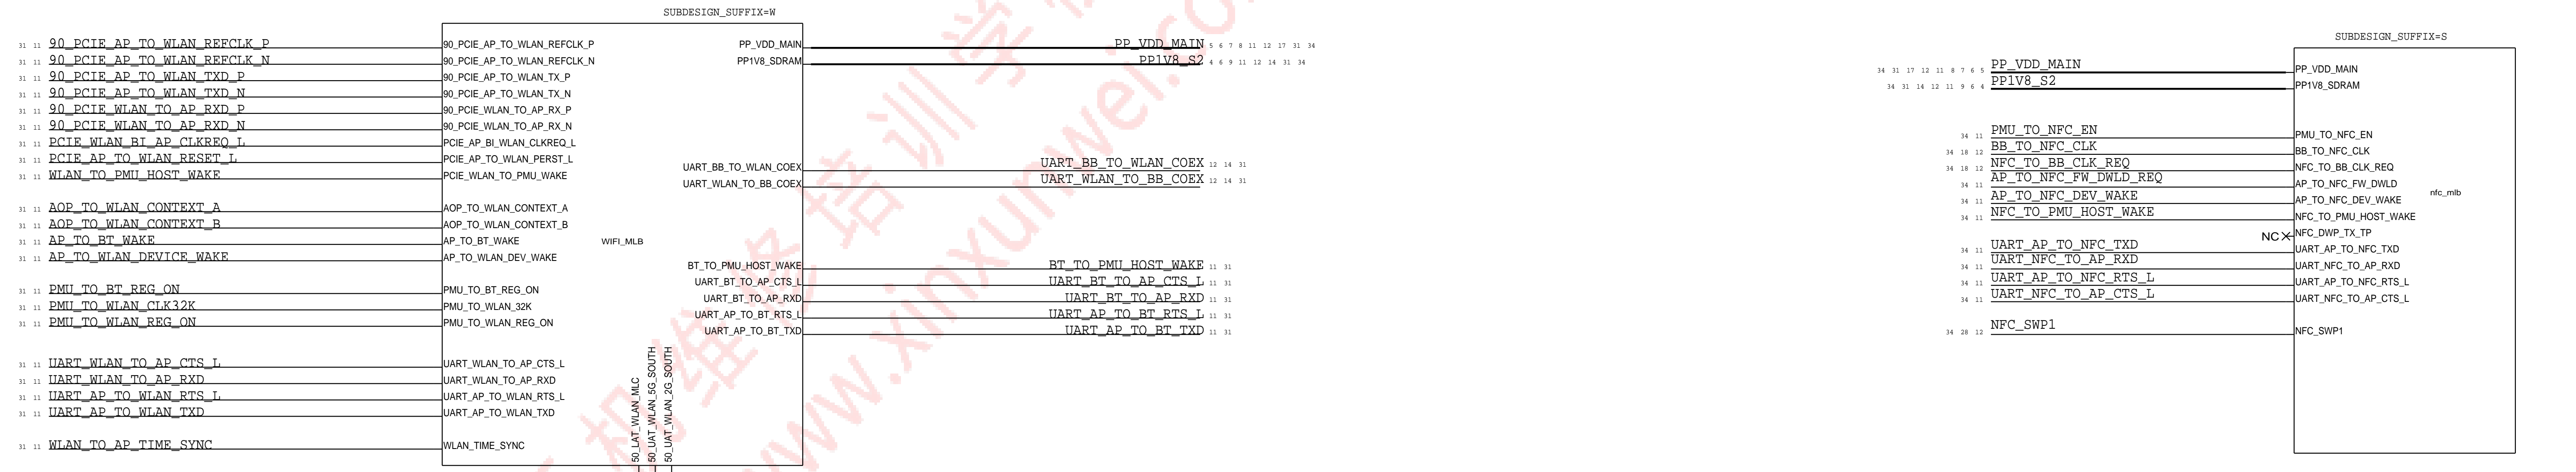 SUBDESIGN_SUFFIX=W
31 11 90_PCIE_AP_TO_WLAN_REFCLK_P 90_PCIE_AP_TO_WLAN_REFCLK_P
31 11 90_PCIE_AP_TO_WLAN_REFCLK_N 90_PCIE_AP_TO_WLAN_REFCLK_N
31 11 90_PCIE_AP_TO_WLAN_TXD_P 90_PCIE_AP_TO_WLAN_TX_P
31 11 90_PCIE_AP_TO_WLAN_TXD_N 90_PCIE_AP_TO_WLAN_TX_N
31 11 90_PCIE_WLAN_TO_AP_RXD_P 90_PCIE_WLAN_TO_AP_RX_P
31 11 90_PCIE_WLAN_TO_AP_RXD_N 90_PCIE_WLAN_TO_AP_RX_N
31 11 PCIE_WLAN_BI_AP_CLKREQ_L PCIE_AP_BI_WLAN_CLKREQ_L
31 11 PCIE_AP_TO_WLAN_RESET_L PCIE_AP_TO_WLAN_PERST_L
31 11 WLAN_TO_PMU_HOST_WAKE PCIE_WLAN_TO_PMU_WAKE
31 11 AOP_TO_WLAN_CONTEXT_A AOP_TO_WLAN_CONTEXT_A
31 11 AOP_TO_WLAN_CONTEXT_B AOP_TO_WLAN_CONTEXT_B
31 11 AP_TO_BT_WAKE AP_TO_BT_WAKE
31 11 AP_TO_WLAN_DEVICE_WAKE AP_TO_WLAN_DEV_WAKE
31 11 PMU_TO_BT_REG_ON PMU_TO_BT_REG_ON
31 11 PMU_TO_WLAN_CLK32K PMU_TO_WLAN_32K
31 11 PMU_TO_WLAN_REG_ON PMU_TO_WLAN_REG_ON
31 11 UART_WLAN_TO_AP_CTS_L UART_WLAN_TO_AP_CTS_L
31 11 UART_WLAN_TO_AP_RXD UART_WLAN_TO_AP_RXD
31 11 UART_AP_TO_WLAN_RTS_L UART_AP_TO_WLAN_RTS_L
31 11 UART_AP_TO_WLAN_TXD UART_AP_TO_WLAN_TXD
31 11 WLAN_TO_AP_TIME_SYNC WLAN_TIME_SYNC
WIFI_MLB
50_LAT_WLAN_MLC
50_UAT_WLAN_5G_SOUTH
50_UAT_WLAN_2G_SOUTH
PP_VDD_MAIN PP_VDD_MAIN 5 6 7 8 11 12 17 31 34
PP1V8_SDRAM PP1V8_S2 4 6 9 11 12 14 31 34
UART_BB_TO_WLAN_COEX UART_BB_TO_WLAN_COEX 12 14 31
UART_WLAN_TO_BB_COEX UART_WLAN_TO_BB_COEX 12 14 31
BT_TO_PMU_HOST_WAKE BT_TO_PMU_HOST_WAKE 11 31
UART_BT_TO_AP_CTS_L UART_BT_TO_AP_CTS_L 11 31
UART_BT_TO_AP_RXD UART_BT_TO_AP_RXD 11 31
UART_AP_TO_BT_RTS_L UART_AP_TO_BT_RTS_L 11 31
UART_AP_TO_BT_TXD UART_AP_TO_BT_TXD 11 31
SUBDESIGN_SUFFIX=S
34 31 17 12 11 8 7 6 5 PP_VDD_MAIN PP_VDD_MAIN
34 31 14 12 11 9 6 4 PP1V8_S2 PP1V8_SDRAM
34 11 PMU_TO_NFC_EN PMU_TO_NFC_EN
34 18 12 BB_TO_NFC_CLK BB_TO_NFC_CLK
34 18 12 NFC_TO_BB_CLK_REQ NFC_TO_BB_CLK_REQ
34 11 AP_TO_NFC_FW_DWLD_REQ AP_TO_NFC_FW_DWLD
34 11 AP_TO_NFC_DEV_WAKE AP_TO_NFC_DEV_WAKE
34 11 NFC_TO_PMU_HOST_WAKE NFC_TO_PMU_HOST_WAKE
NC NFC_DWP_TX_TP
34 11 UART_AP_TO_NFC_TXD UART_AP_TO_NFC_TXD
34 11 UART_NFC_TO_AP_RXD UART_NFC_TO_AP_RXD
34 11 UART_AP_TO_NFC_RTS_L UART_AP_TO_NFC_RTS_L
34 11 UART_NFC_TO_AP_CTS_L UART_NFC_TO_AP_CTS_L
34 28 12 NFC_SWP1 NFC_SWP1
nfc_mlb
机维修培训学
www.xinxunwei.co